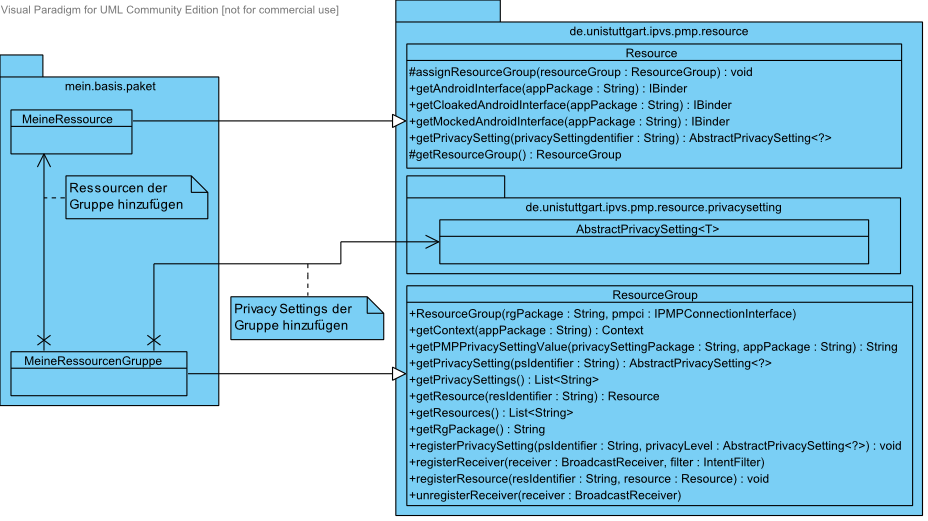 Visual Paradigm for UML Community Edition [not for commercial use]
mein.basis.paket
MeineRessource
Ressourcen der
Gruppe hinzufügen
Privacy Settings der
Gruppe hinzufügen
MeineRessourcenGruppe
de.unistuttgart.ipvs.pmp.resource
Resource
#assignResourceGroup(resourceGroup : ResourceGroup) : void
+getAndroidInterface(appPackage : String) : IBinder
+getCloakedAndroidInterface(appPackage : String) : IBinder
+getMockedAndroidInterface(appPackage : String) : IBinder
+getPrivacySetting(privacySettingdentifier : String) : AbstractPrivacySetting<?>
#getResourceGroup() : ResourceGroup
de.unistuttgart.ipvs.pmp.resource.privacysetting
AbstractPrivacySetting<T>
ResourceGroup
+ResourceGroup(rgPackage : String, pmpci : IPMPConnectionInterface)
+getContext(appPackage : String) : Context
+getPMPPrivacySettingValue(privacySettingPackage : String, appPackage : String) : String
+getPrivacySetting(psIdentifier : String) : AbstractPrivacySetting<?>
+getPrivacySettings() : List<String>
+getResource(resIdentifier : String) : Resource
+getResources() : List<String>
+getRgPackage() : String
+registerPrivacySetting(psIdentifier : String, privacyLevel : AbstractPrivacySetting<?>) : void
+registerReceiver(receiver : BroadcastReceiver, filter : IntentFilter)
+registerResource(resIdentifier : String, resource : Resource) : void
+unregisterReceiver(receiver : BroadcastReceiver)